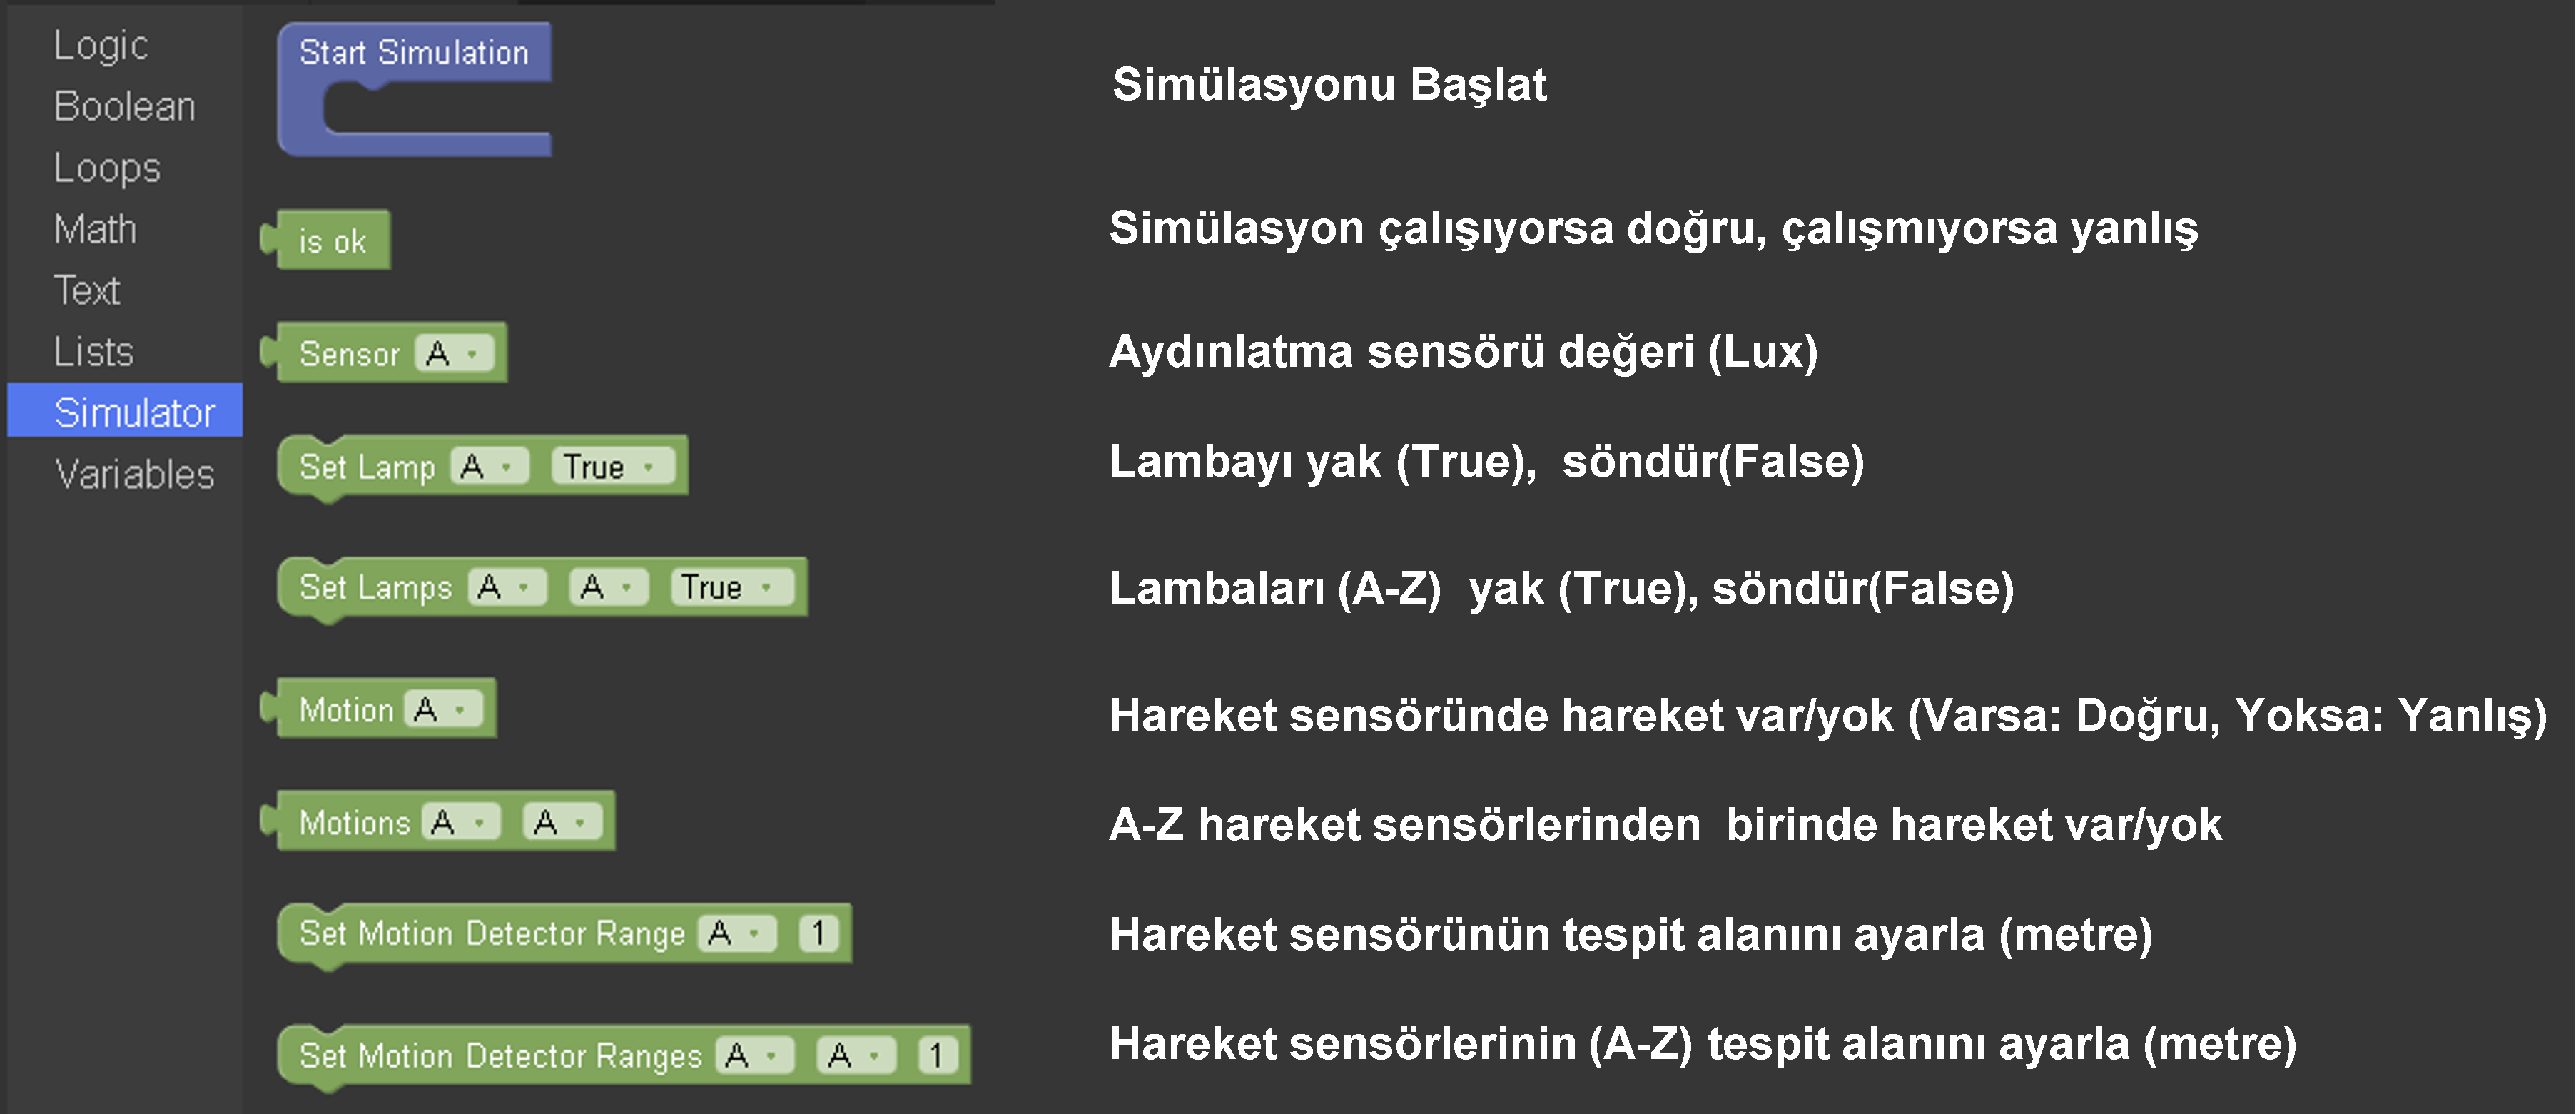 Logic
Boolean
Loops
Math
Text
Lists
Simulator
Variables
Start Simulation
Simülasyonu Başlat
is ok
Simülasyon çalışıyorsa doğru, çalışmıyorsa yanlış
Sensor A
Aydınlatma sensörü değeri (Lux)
Set Lamp A True
Lambayı yak (True), söndür(False)
Set Lamps A A True
Lambaları (A-Z) yak (True), söndür(False)
Motion A
Hareket sensöründe hareket var/yok (Varsa: Doğru, Yoksa: Yanlış)
Motions A A
A-Z hareket sensörlerinden birinde hareket var/yok
Set Motion Detector Range A 1
Hareket sensörünün tespit alanını ayarla (metre)
Set Motion Detector Ranges A A 1
Hareket sensörlerinin (A-Z) tespit alanını ayarla (metre)